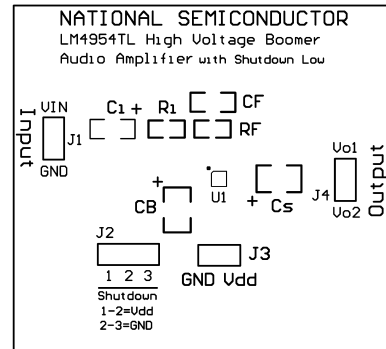 NATIONAL SEMICONDUCTOR
LM4954TL High Voltage Boomer
Audio Amplifier with Shutdown Low
Input
VIN
J1
GND
Ci +
Ri
CF
RF
+
CB
U1
+
Cs
J4
Vo1
Vo2
Output
J2
1 2 3
Shutdown
1-2=Vdd
2-3=GND
J3
GND Vdd